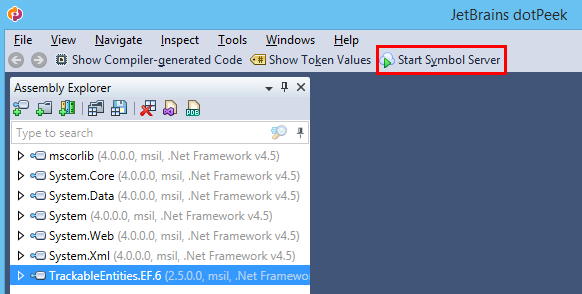 JetBrains dotPeek
File View Navigate Inspect Tools Windows Help
Show Compiler-generated Code Show Token Values Start Symbol Server
Assembly Explorer
Type to search
mscorlib (4.0.0.0, msil, .Net Framework v4.5)
System.Core (4.0.0.0, msil, .Net Framework v4.5)
System.Data (4.0.0.0, msil, .Net Framework v4.5)
System (4.0.0.0, msil, .Net Framework v4.5)
System.Web (4.0.0.0, msil, .Net Framework v4.5)
System.Xml (4.0.0.0, msil, .Net Framework v4.5)
TrackableEntities.EF.6 (2.5.0.0, msil, .Net Framewo